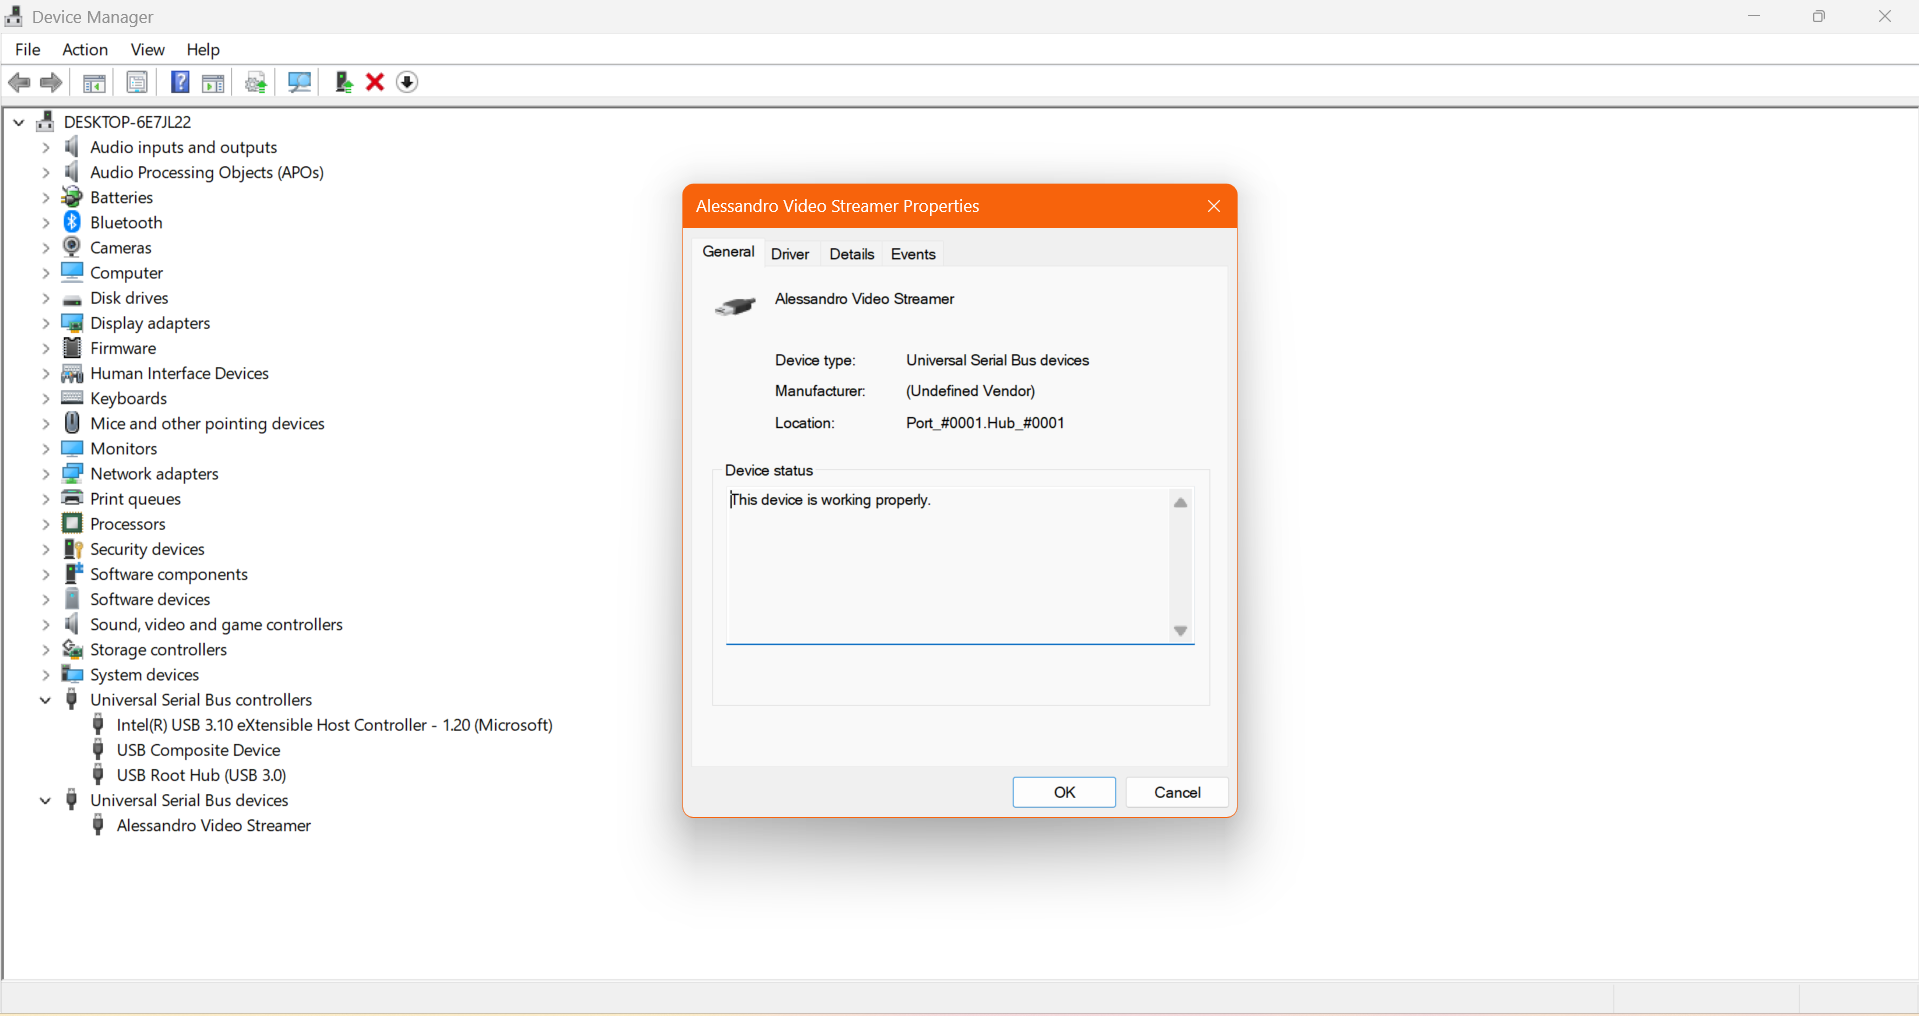 Device Manager
File Action View Help
DESKTOP-6E7JL22
Audio inputs and outputs
Audio Processing Objects (APOs)
Batteries
Bluetooth
Cameras
Computer
Disk drives
Display adapters
Firmware
Human Interface Devices
Keyboards
Mice and other pointing devices
Monitors
Network adapters
Print queues
Processors
Security devices
Software components
Software devices
Sound, video and game controllers
Storage controllers
System devices
Universal Serial Bus controllers
Intel(R) USB 3.10 eXtensible Host Controller - 1.20 (Microsoft)
USB Composite Device
USB Root Hub (USB 3.0)
Universal Serial Bus devices
Alessandro Video Streamer
Alessandro Video Streamer Properties
General Driver Details Events
Alessandro Video Streamer
Device type: Universal Serial Bus devices
Manufacturer: (Undefined Vendor)
Location: Port_#0001.Hub_#0001
Device status
This device is working properly.
OK Cancel